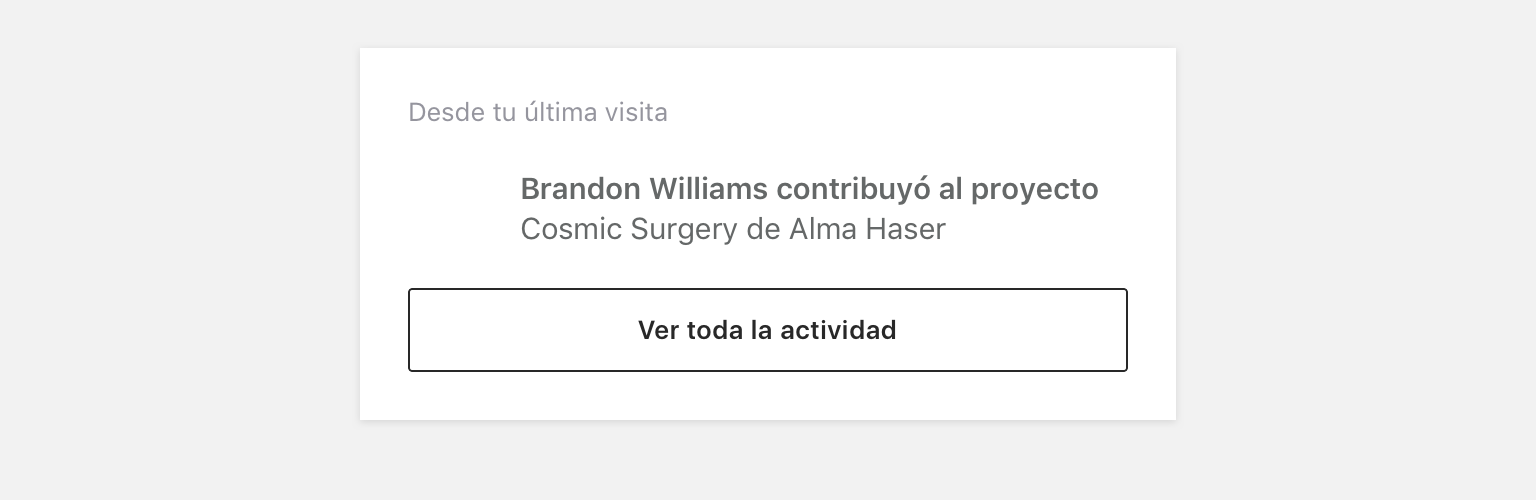 Desde tu última visita
Brandon Williams contribuyó al proyecto
Cosmic Surgery de Alma Haser
Ver toda la actividad